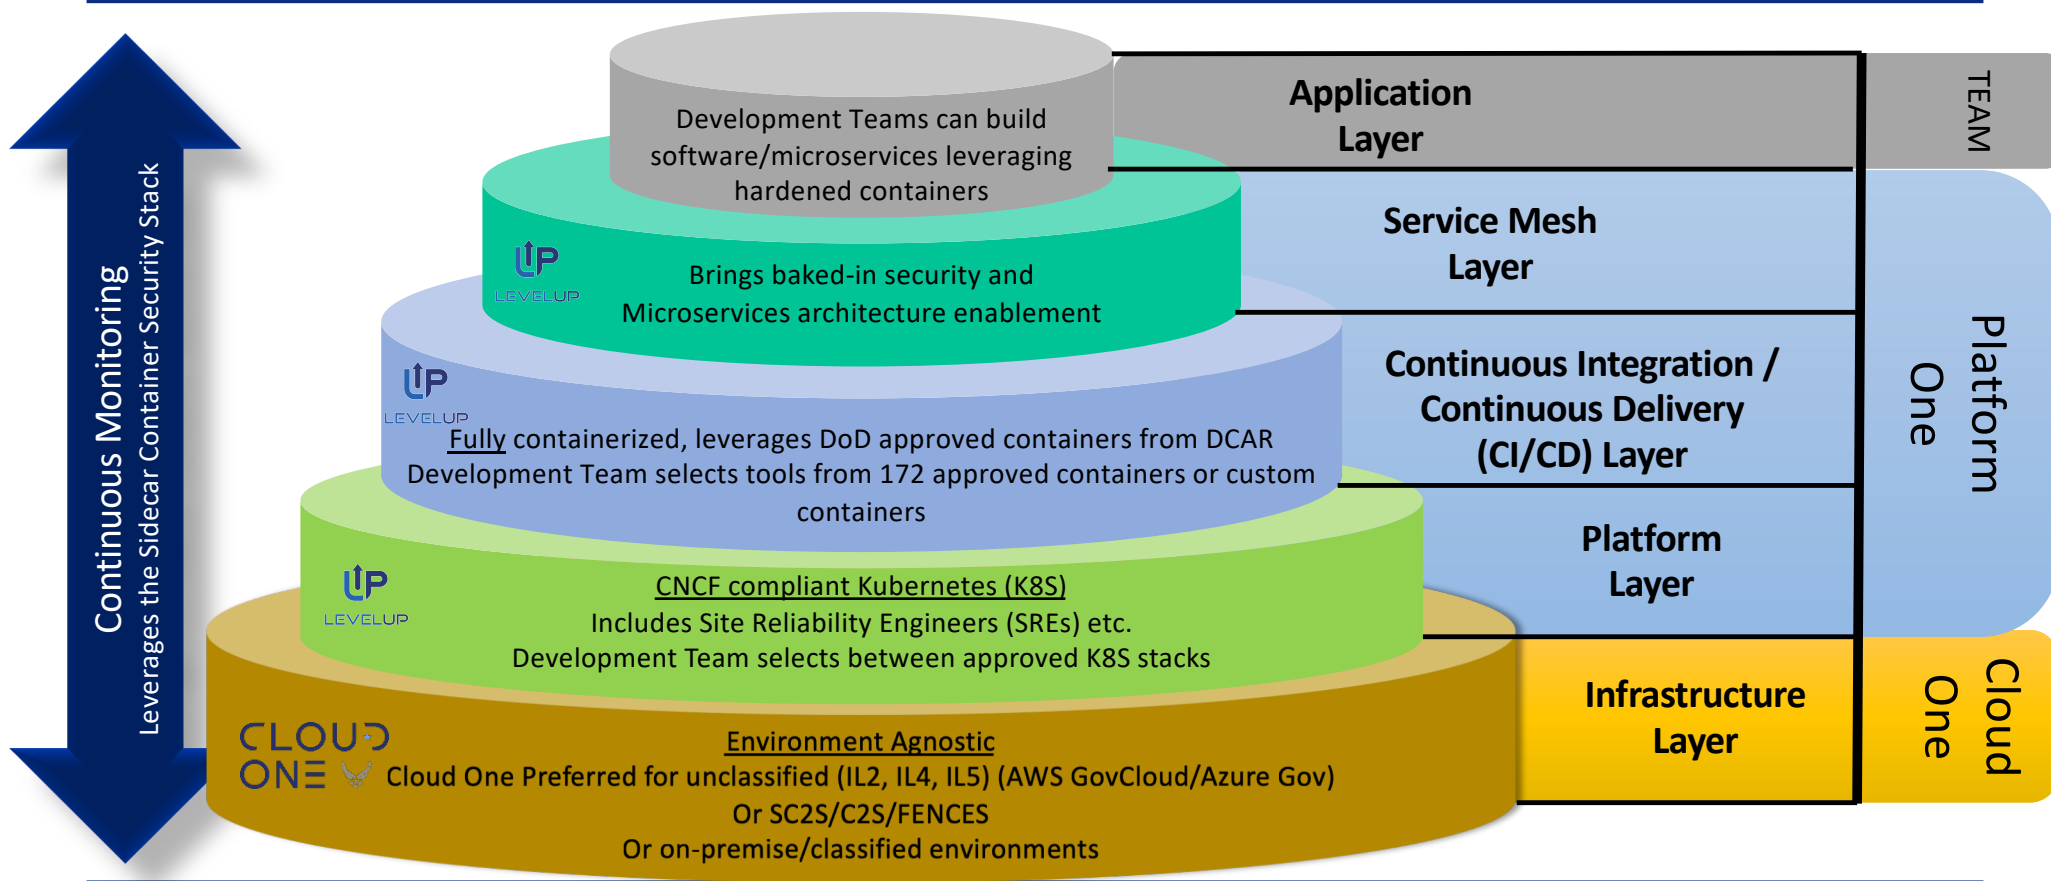 Continuous Monitoring
Leverages the Sidecar Container Security Stack
Development Teams can build
software/microservices leveraging
hardened containers
Application
Layer
TEAM
UP
LEVELUP
Brings baked-in security and
Microservices architecture enablement
Service Mesh
Layer
UP
LEVELUP
Fully containerized, leverages DoD approved containers from DCAR
Development Team selects tools from 172 approved containers or custom
containers
Continuous Integration /
Continuous Delivery
(CI/CD) Layer
Platform
One
UP
LEVELUP
CNCF compliant Kubernetes (K8S)
Includes Site Reliability Engineers (SREs) etc.
Development Team selects between approved K8S stacks
Platform
Layer
CLOUD
ONE
Environment Agnostic
Cloud One Preferred for unclassified (IL2, IL4, IL5) (AWS GovCloud/Azure Gov)
Or SC2S/C2S/FENCES
Or on-premise/classified environments
Infrastructure
Layer
Cloud
One